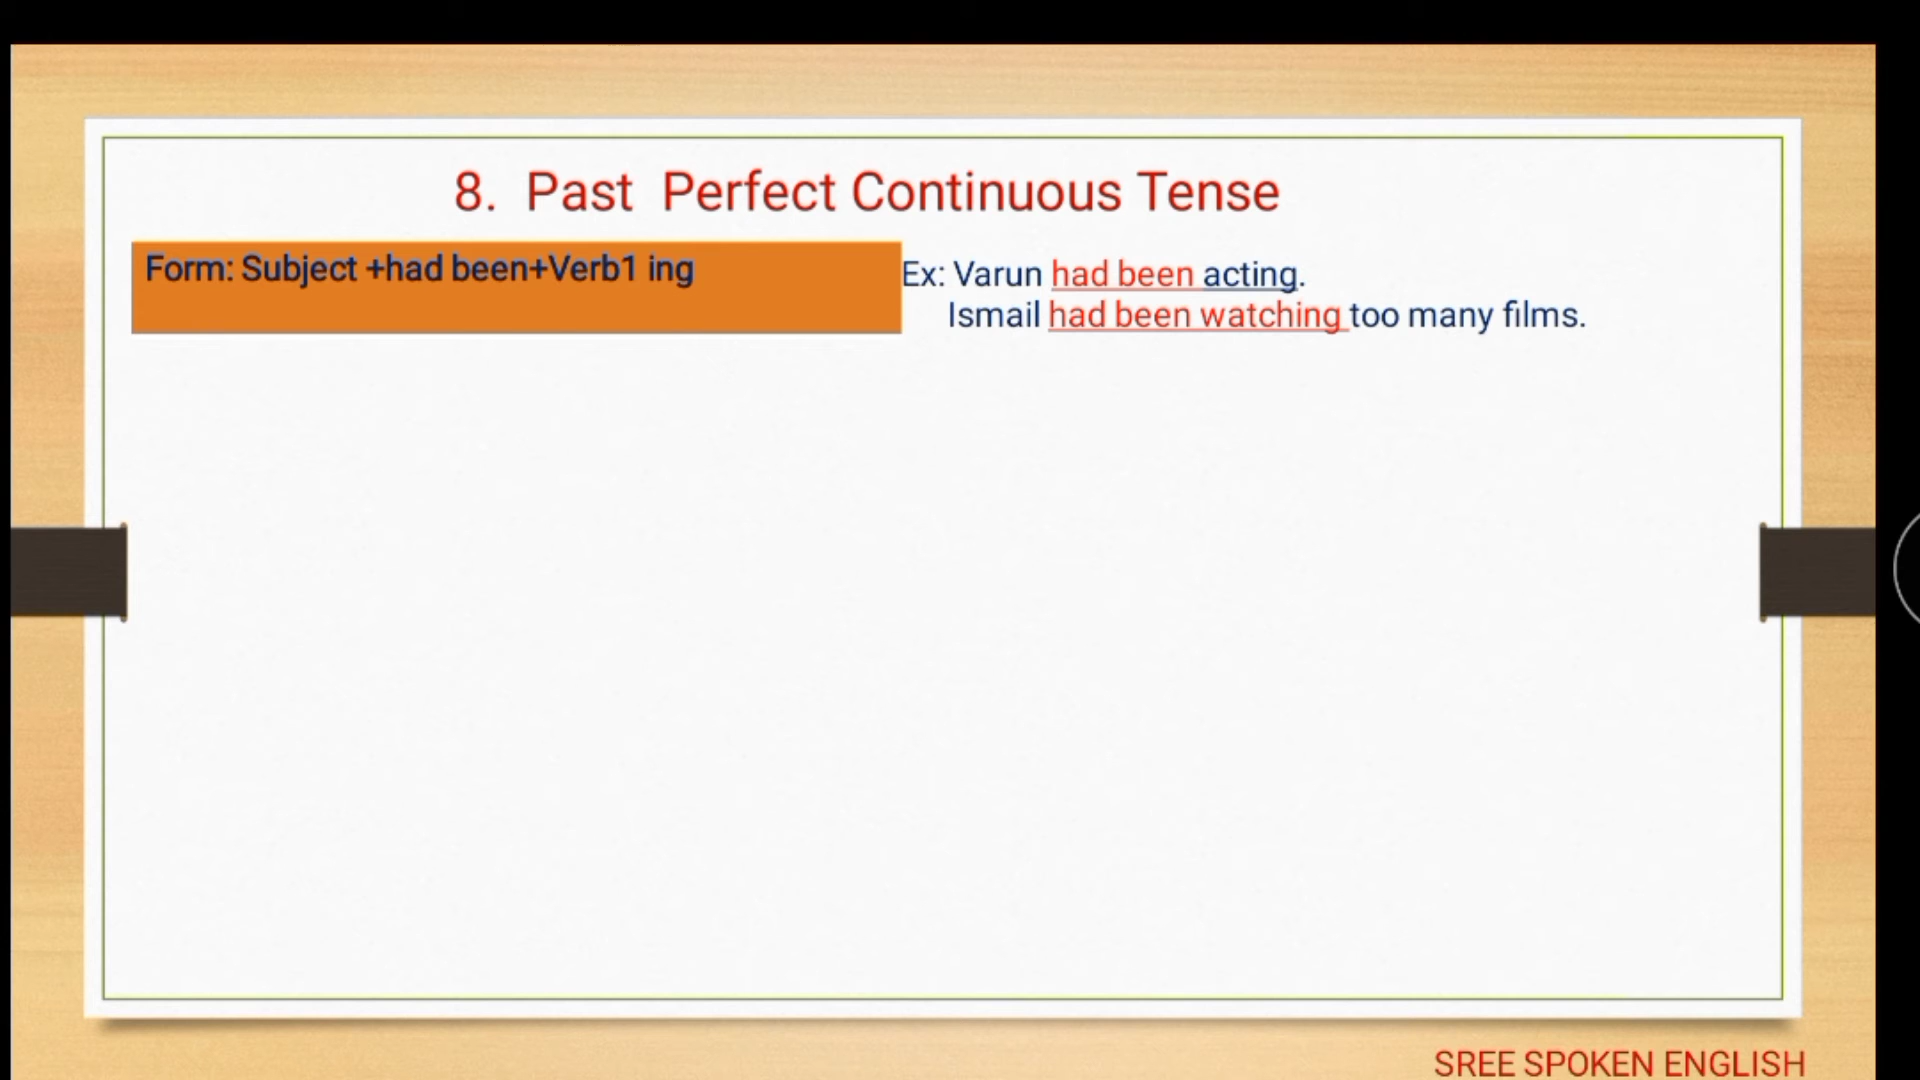 8. Past Perfect Continuous Tense
Form: Subject +had been+Verb1 ing
Ex: Varun had been acting.
Ismail had been watching too many films.
SREE SPOKEN ENGLISH